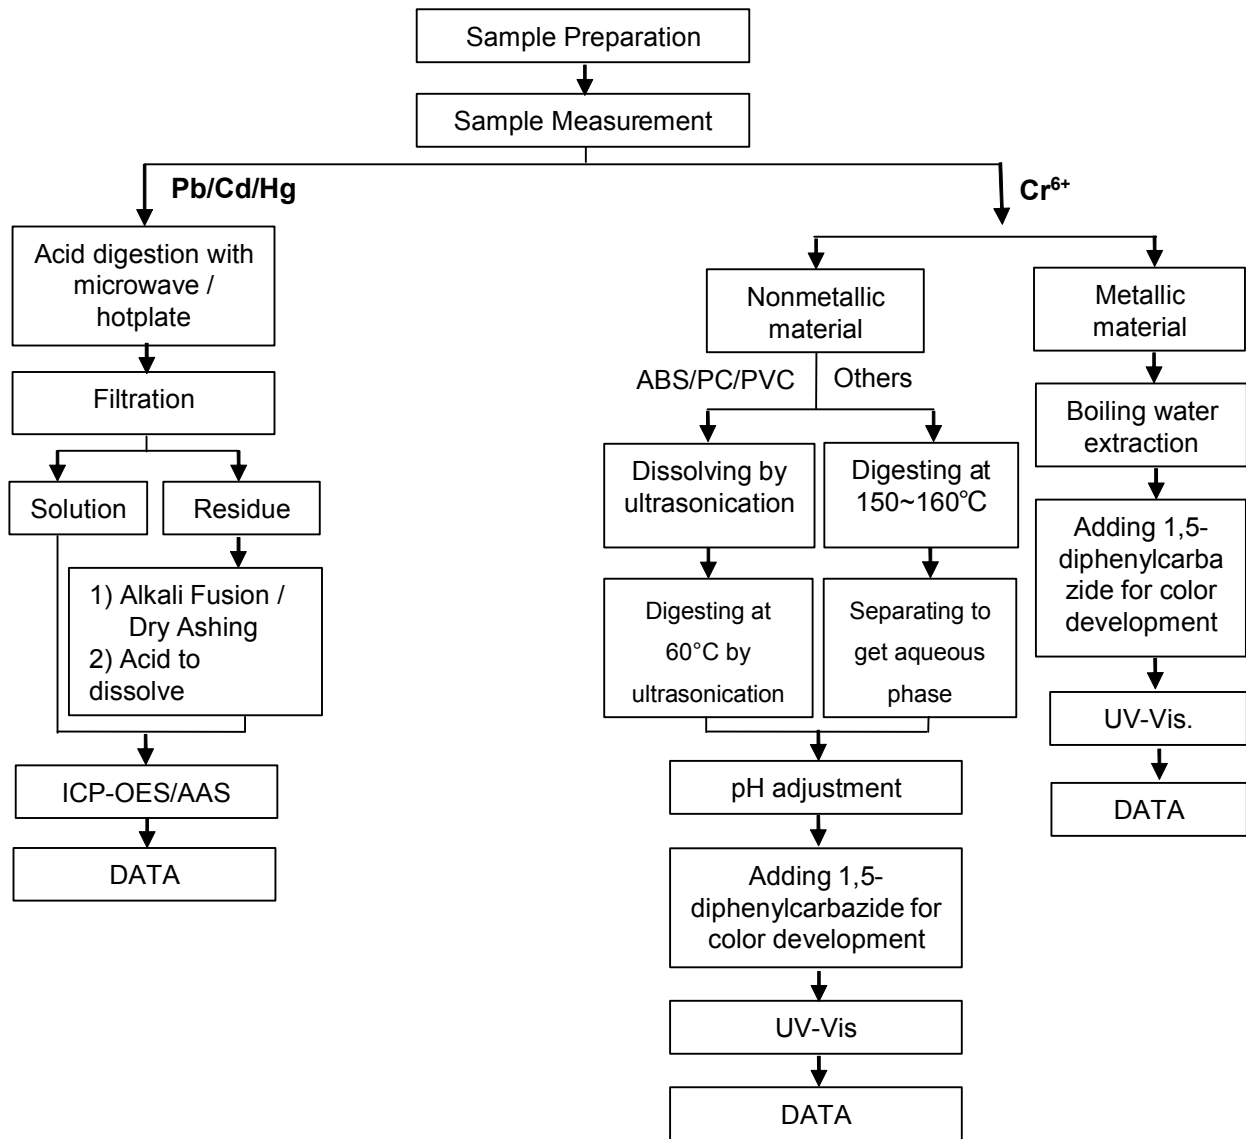 Sample Preparation
Sample Measurement
Pb/Cd/Hg
Acid digestion with
microwave /
hotplate
Filtration
Solution
Residue
1) Alkali Fusion /
Dry Ashing
2) Acid to
dissolve
ICP-OES/AAS
DATA
Cr⁶⁺
Nonmetallic
material
ABS/PC/PVC
Others
Dissolving by
ultrasonication
Digesting at
150~160℃
Digesting at
60°C by
ultrasonication
Separating to
get aqueous
phase
pH adjustment
Adding 1,5-
diphenylcarbazide for
color development
UV-Vis
DATA
Metallic
material
Boiling water
extraction
Adding 1,5-
diphenylcarba
zide for color
development
UV-Vis.
DATA